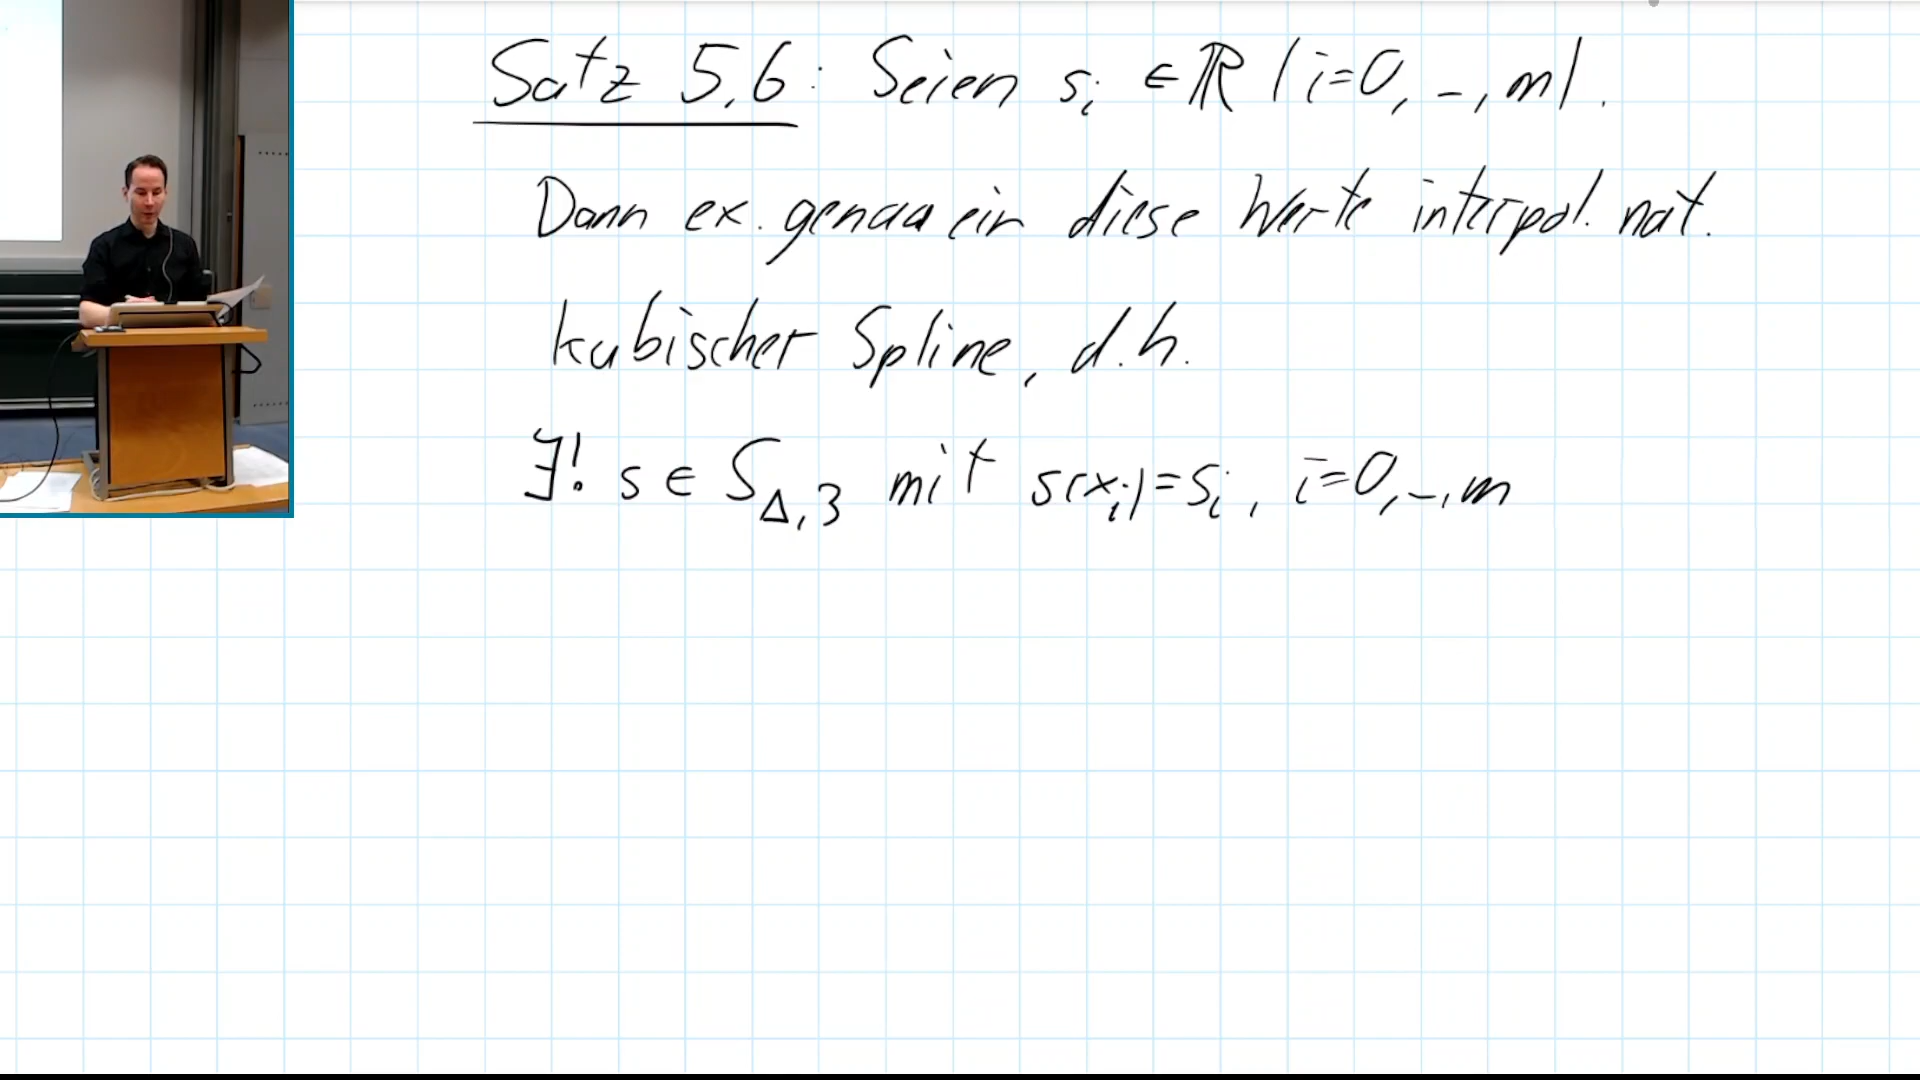 Satz 5.6: Seien s_i ∈ ℝ (i=0,-,m).
Dann ex. genau ein diese Werte interpol. nat.
kubischer Spline, d.h.
∃! s ∈ S_{Δ,3} mit s(x_i)=s_i, i=0,-,m